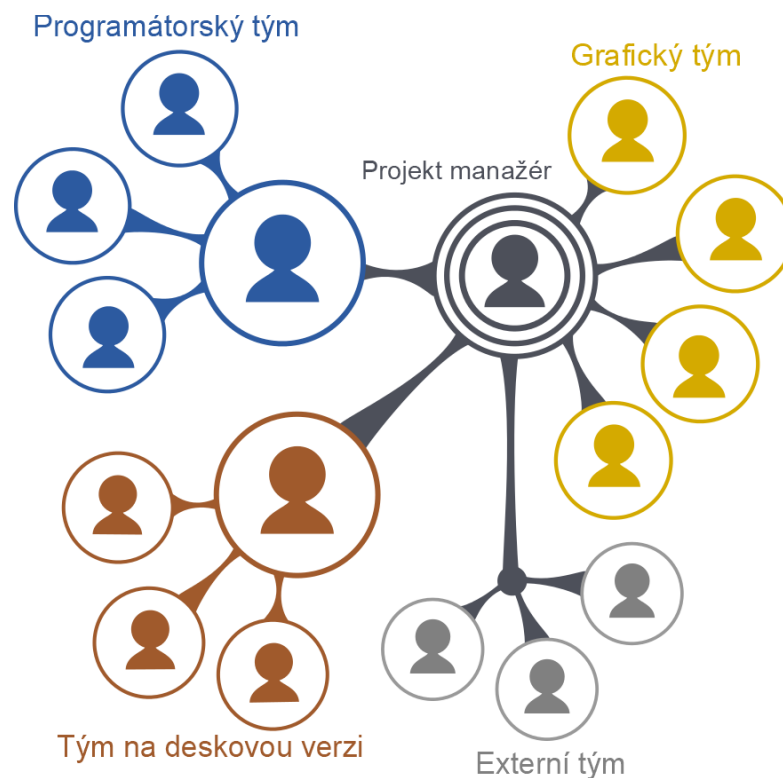 Programátorský tým
Grafický tým
Projekt manažér
Tým na deskovou verzi
Externí tým